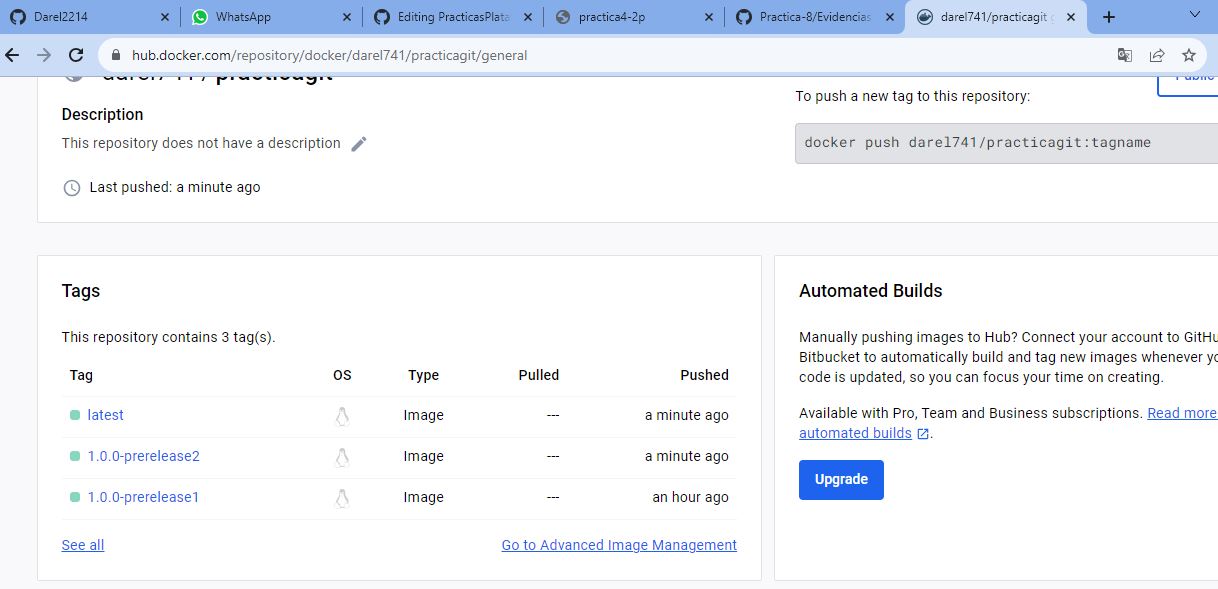 Darel2214
WhatsApp
Editing PracticasPlata
practica4-2p
Practica-8/Evidencias
darel741/practicagit
hub.docker.com/repository/docker/darel741/practicagit/general
darel741 / practicagit
Description
This repository does not have a description
Last pushed: a minute ago
To push a new tag to this repository:
Public
docker push darel741/practicagit:tagname
Tags
This repository contains 3 tag(s).
Tag OS Type Pulled Pushed
latest Image --- a minute ago
1.0.0-prerelease2 Image --- a minute ago
1.0.0-prerelease1 Image --- an hour ago
See all Go to Advanced Image Management
Automated Builds
Manually pushing images to Hub? Connect your account to GitHu
Bitbucket to automatically build and tag new images whenever yo
code is updated, so you can focus your time on creating.
Available with Pro, Team and Business subscriptions. Read more
automated builds.
Upgrade